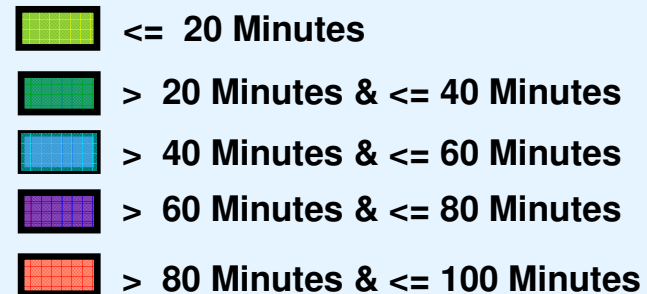 <= 20 Minutes
> 20 Minutes & <= 40 Minutes
> 40 Minutes & <= 60 Minutes
> 60 Minutes & <= 80 Minutes
> 80 Minutes & <= 100 Minutes